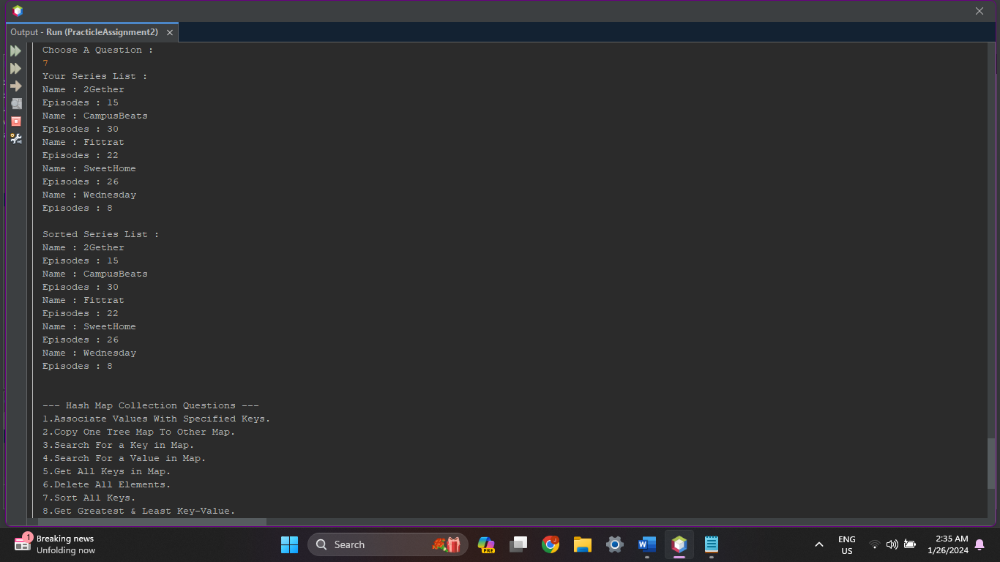 Output - Run (PracticleAssignment2)
Choose A Question :
7
Your Series List :
Name : 2Gether
Episodes : 15
Name : CampusBeats
Episodes : 30
Name : Fittrat
Episodes : 22
Name : SweetHome
Episodes : 26
Name : Wednesday
Episodes : 8
Sorted Series List :
Name : 2Gether
Episodes : 15
Name : CampusBeats
Episodes : 30
Name : Fittrat
Episodes : 22
Name : SweetHome
Episodes : 26
Name : Wednesday
Episodes : 8
--- Hash Map Collection Questions ---
1.Associate Values With Specified Keys.
2.Copy One Tree Map To Other Map.
3.Search For a Key in Map.
4.Search For a Value in Map.
5.Get All Keys in Map.
6.Delete All Elements.
7.Sort All Keys.
8.Get Greatest & Least Key-Value.
1
Breaking news
Unfolding now
Search
PRE
ENG
US
2:35 AM
1/26/2024